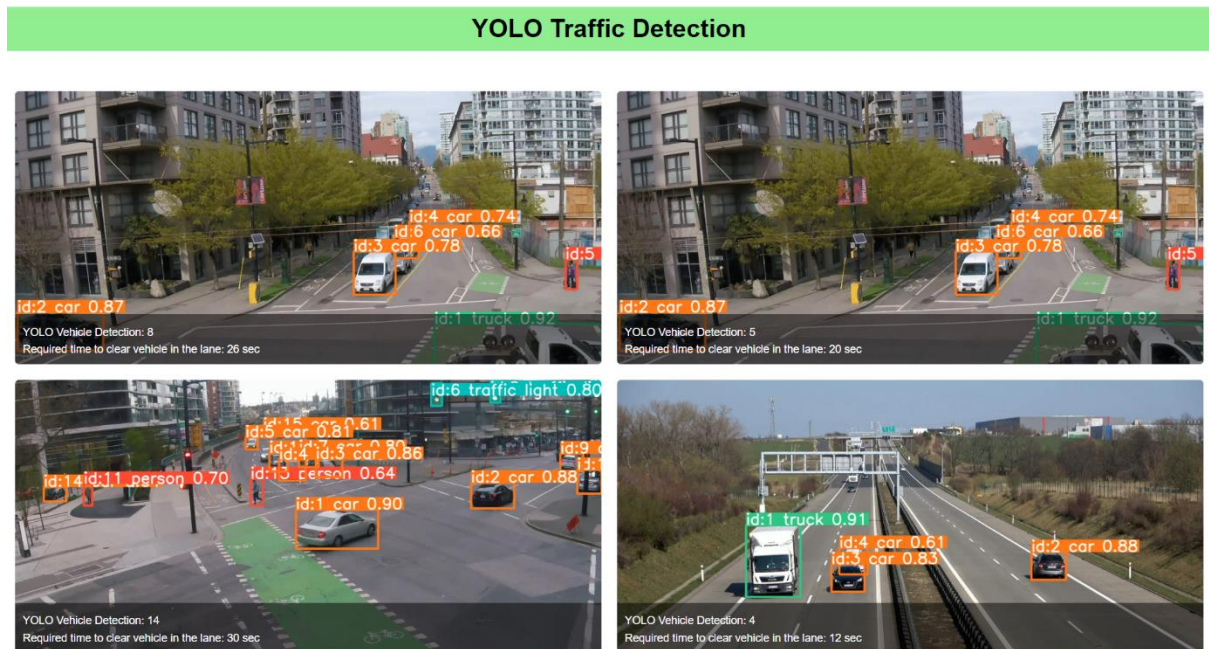 YOLO Traffic Detection
id:4 car 0.74
id:6 car 0.66
id:3 car 0.78
id:5
id:2 car 0.87
id:1 truck 0.92
YOLO Vehicle Detection: 8
Required time to clear vehicle in the lane: 26 sec
id:4 car 0.74
id:6 car 0.66
id:3 car 0.78
id:5
id:2 car 0.87
id:1 truck 0.92
YOLO Vehicle Detection: 5
Required time to clear vehicle in the lane: 20 sec
id:6 traffic light 0.80
id:5 car 0.81
id:3 car 0.86
id:9
id:11 person 0.70
person 0.64
id:2 car 0.88
id:1 car 0.90
YOLO Vehicle Detection: 14
Required time to clear vehicle in the lane: 30 sec
id:1 truck 0.91
id:4 car 0.61
id:3 car 0.83
id:2 car 0.88
YOLO Vehicle Detection: 4
Required time to clear vehicle in the lane: 12 sec